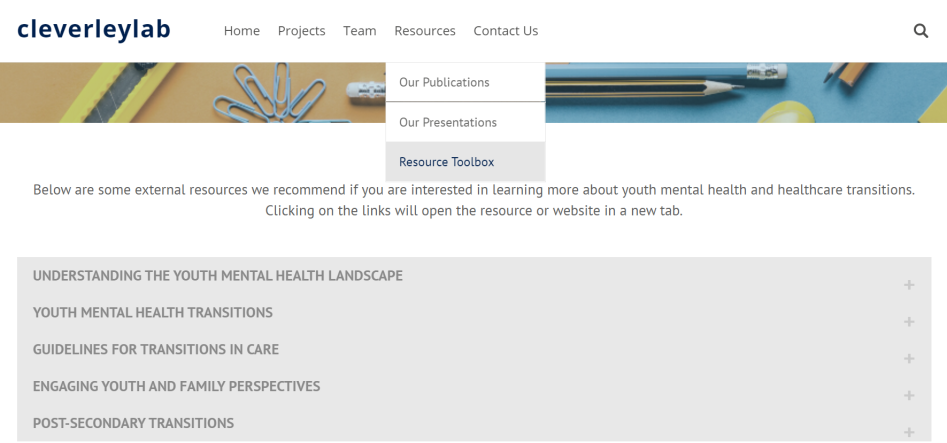 cleverleylab
Home Projects Team Resources Contact Us
Our Publications
Our Presentations
Resource Toolbox
Below are some external resources we recommend if you are interested in learning more about youth mental health and healthcare transitions.
Clicking on the links will open the resource or website in a new tab.
UNDERSTANDING THE YOUTH MENTAL HEALTH LANDSCAPE
YOUTH MENTAL HEALTH TRANSITIONS
GUIDELINES FOR TRANSITIONS IN CARE
ENGAGING YOUTH AND FAMILY PERSPECTIVES
POST-SECONDARY TRANSITIONS